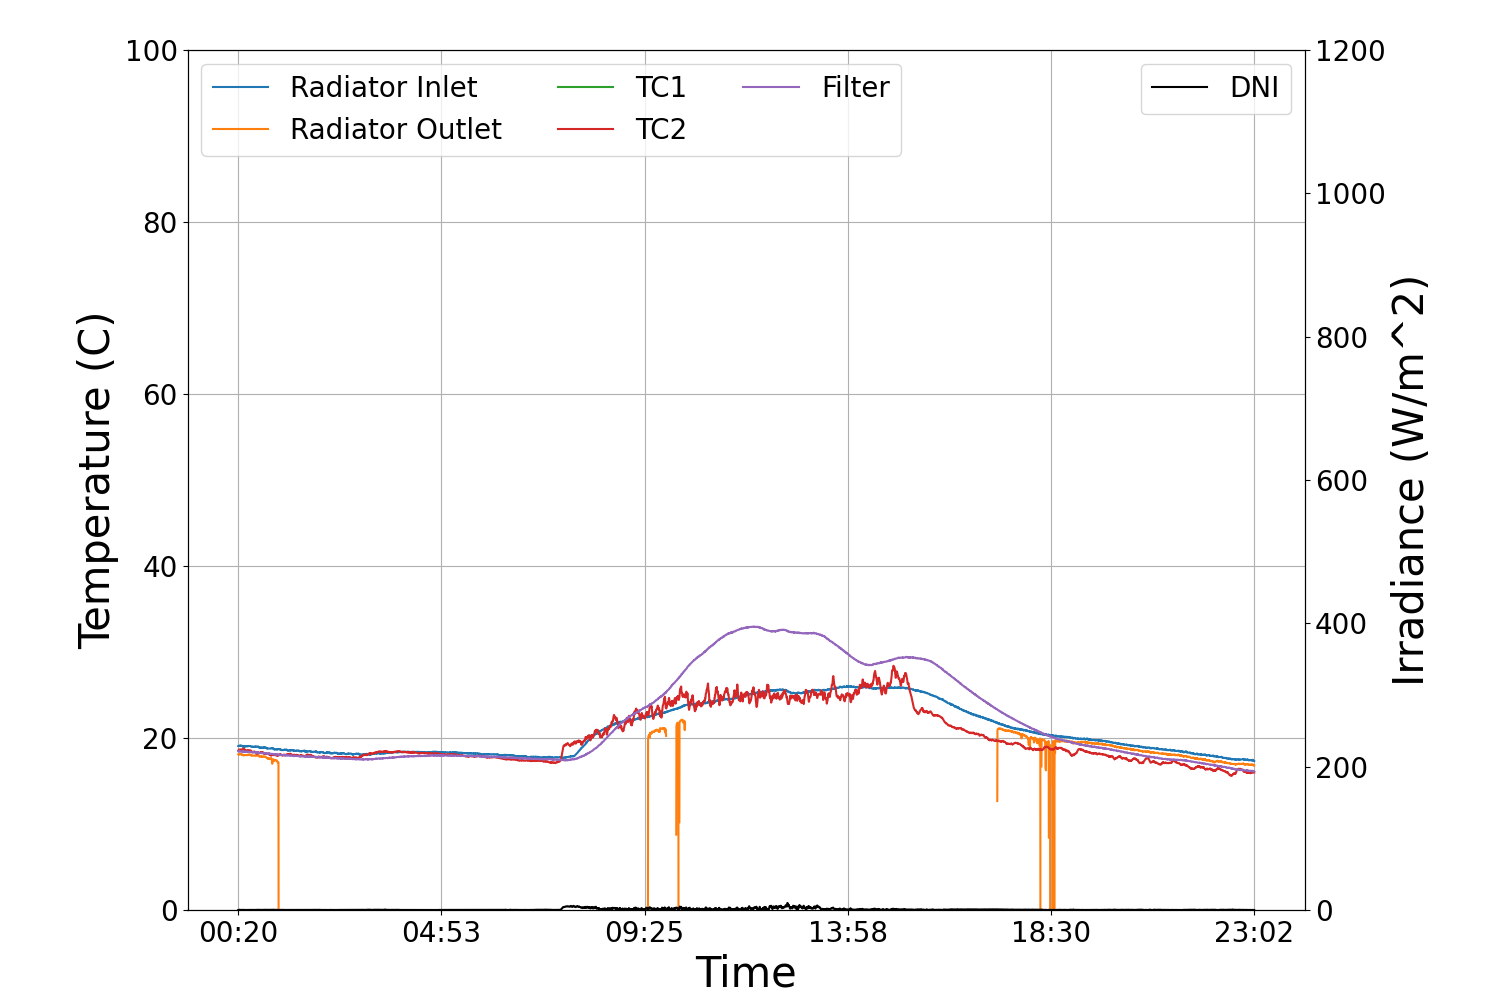 100
80
60
40
20
0
Temperature (C)
Radiator Inlet
Radiator Outlet
TC1
TC2
Filter
DNI
1200
1000
800
600
400
200
0
Irradiance (W/m^2)
00:20 04:53 09:25 13:58 18:30 23:02
Time